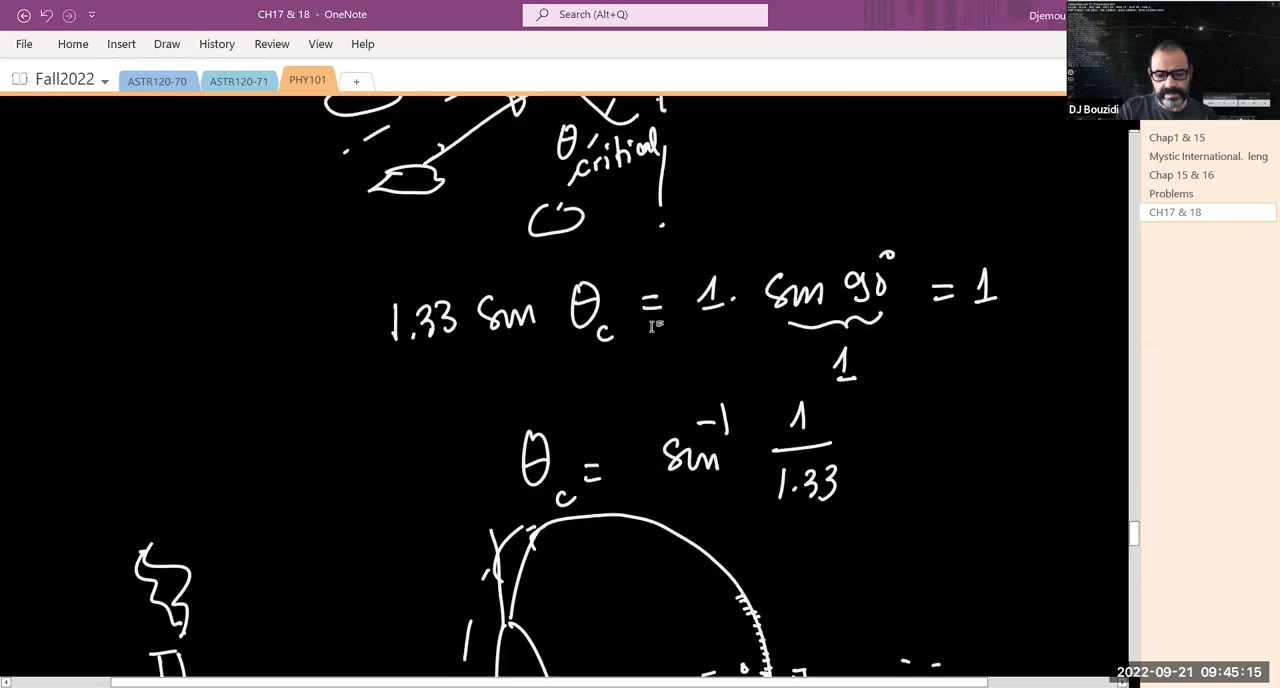 CH17 & 18 - OneNote
Search (Alt+Q)
Djemou
File Home Insert Draw History Review View Help
Fall2022 ASTR120-70 ASTR120-71 PHY101 +
DJ Bouzidi
Chap1 & 15
Mystic International. leng
Chap 15 & 16
Problems
CH17 & 18
θ critical
1.33 sin θc = 1. sin 90° = 1
1
θc = sin⁻¹ 1
1.33
2022-09-21 09:45:15